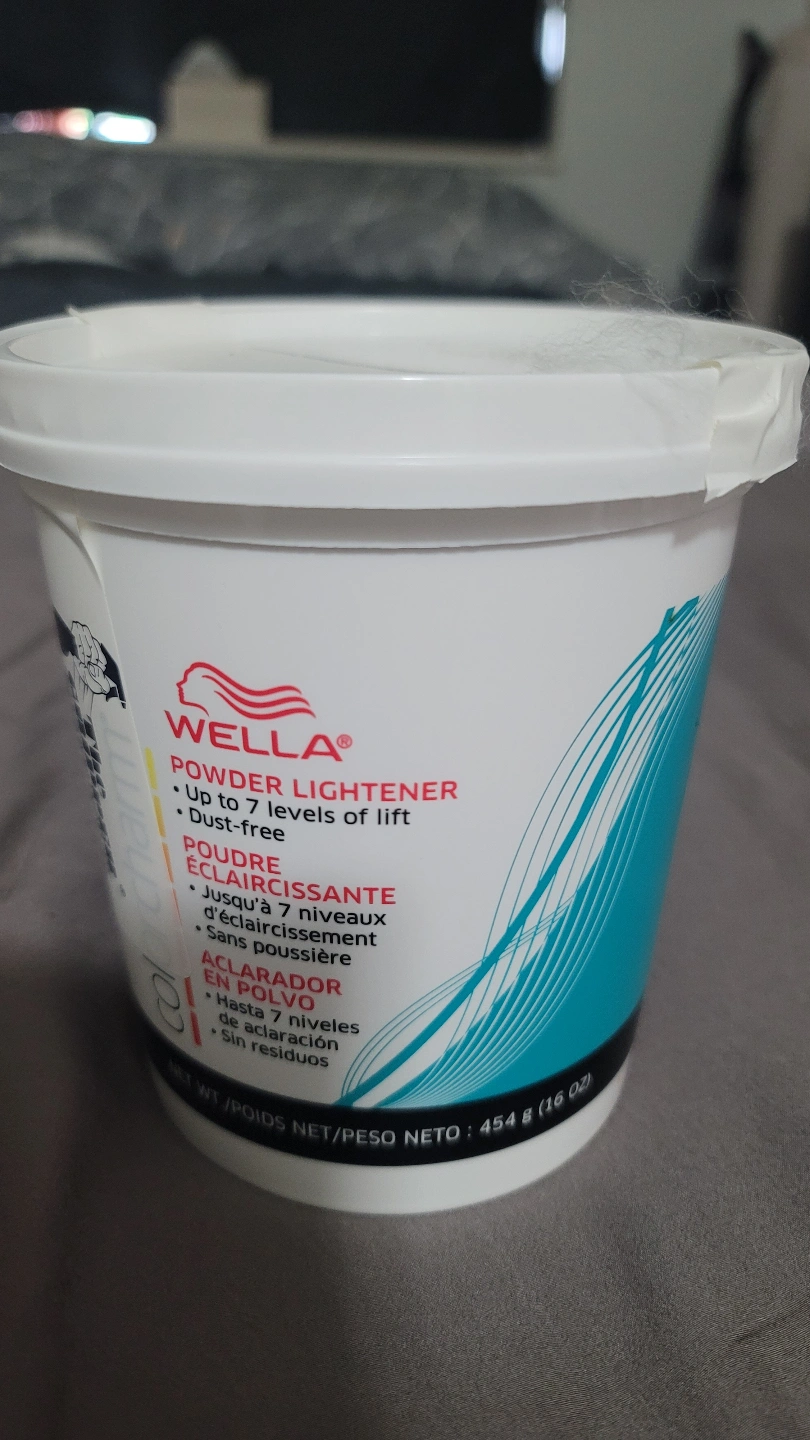 WELLA®
POWDER LIGHTENER
• Up to 7 levels of lift
• Dust-free
POUDRE
ÉCLAIRCISSANTE
• Jusqu'à 7 niveaux
d'éclaircissement
• Sans poussière
ACLARADOR
EN POLVO
• Hasta 7 niveles
de aclaración
• Sin residuos
colorcharm
NET WT./POIDS NET/PESO NETO : 454 g (16 OZ)